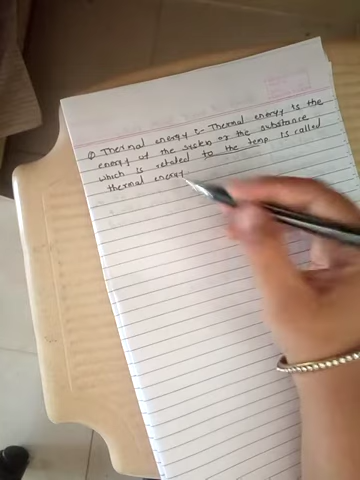 ① Thermal energy :- Thermal energy is the
energy of the system or the substance
which is related to the temp is called
thermal energy